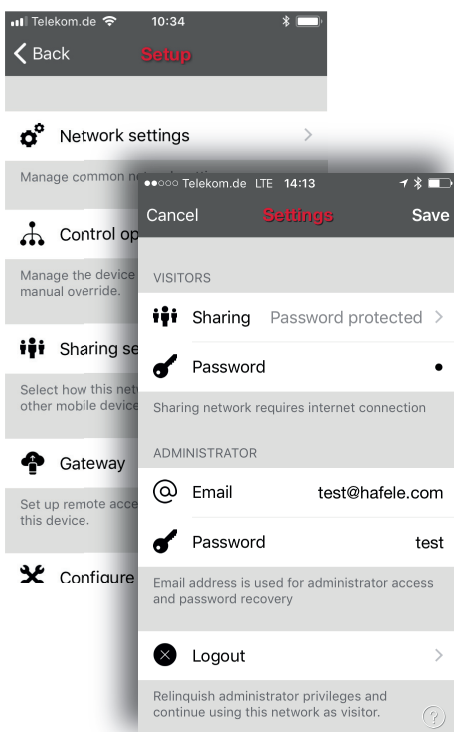 Telekom.de 10:34
Back Setup
Network settings
Manage common
Control op
Manage the device
manual override.
Sharing se
Select how this net
other mobile device
Gateway
Set up remote acce
this device.
Configure
Telekom.de LTE 14:13
Cancel Settings Save
VISITORS
Sharing Password protected
Password •
Sharing network requires internet connection
ADMINISTRATOR
Email test@hafele.com
Password test
Email address is used for administrator access
and password recovery
Logout
Relinquish administrator privileges and
continue using this network as visitor.
?